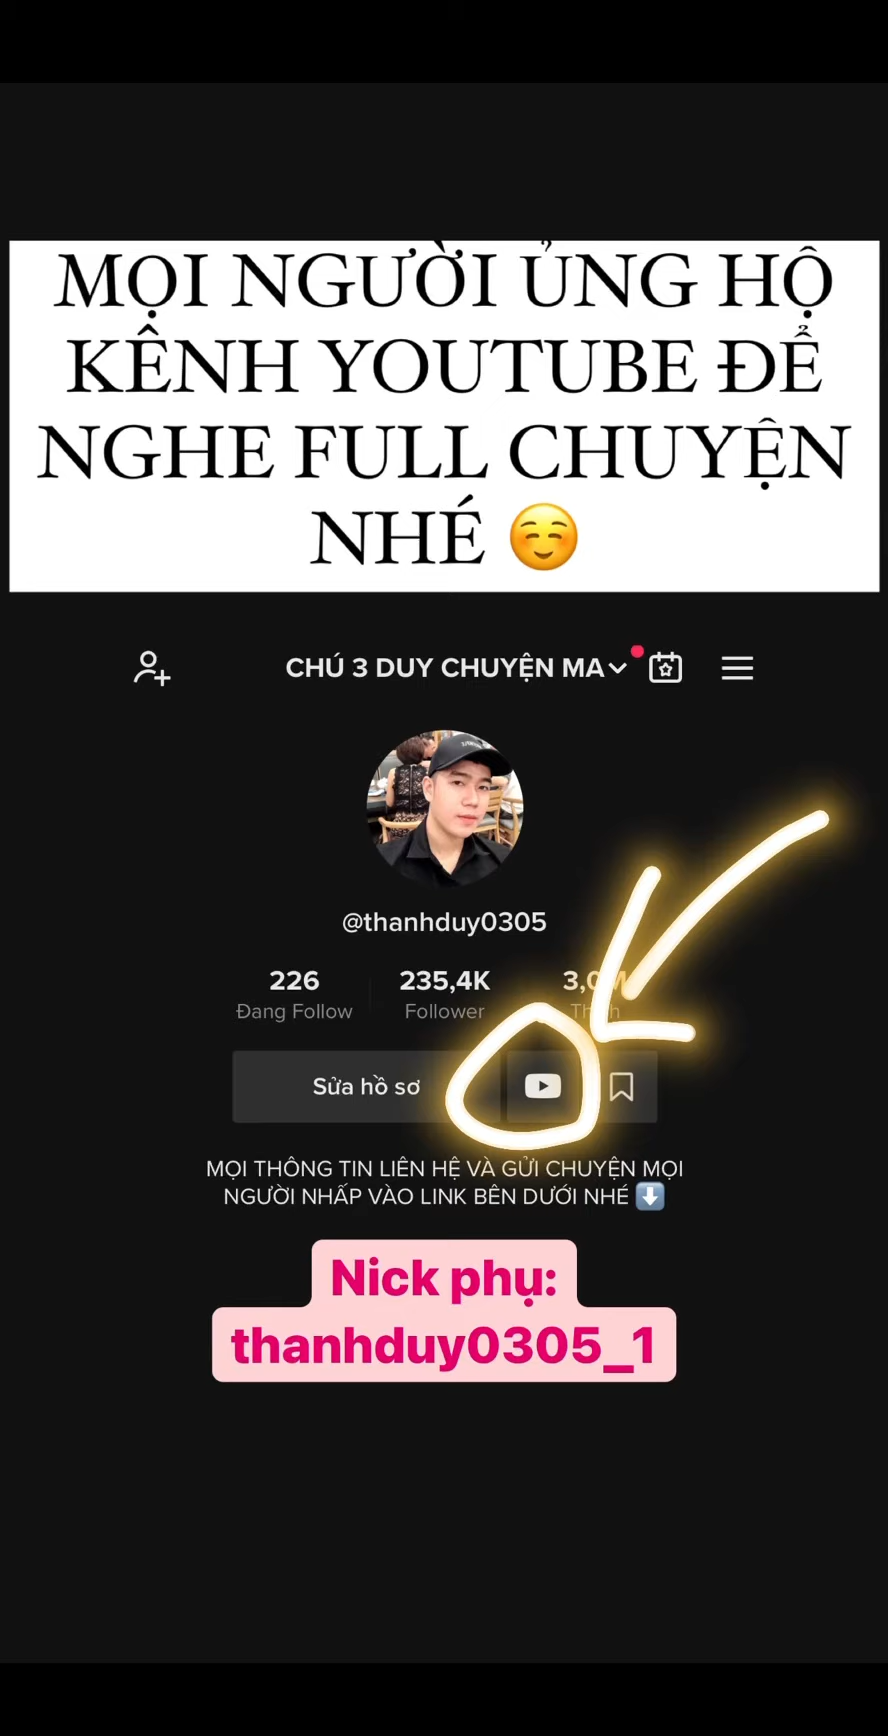 MỌI NGƯỜI ỦNG HỘ
KÊNH YOUTUBE ĐỂ
NGHE FULL CHUYỆN
NHÉ ☺️
CHÚ 3 DUY CHUYỆN MA
@thanhduy0305
226 235,4K
Đang Follow Follower
Sửa hồ sơ
MỌI THÔNG TIN LIÊN HỆ VÀ GỬI CHUYỆN MỌI
NGƯỜI NHẤP VÀO LINK BÊN DƯỚI NHÉ ⬇️
Nick phụ:
thanhduy0305_1